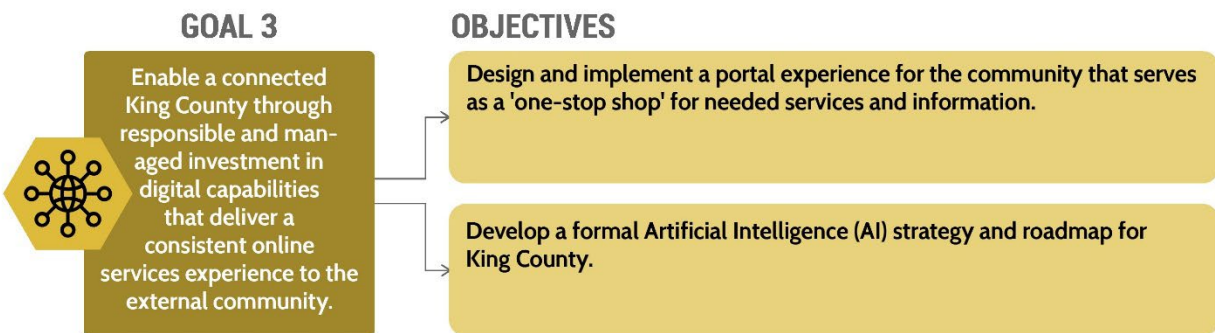 GOAL 3
Enable a connected
King County through
responsible and man-
aged investment in
digital capabilities
that deliver a
consistent online
services experience to the
external community.
OBJECTIVES
Design and implement a portal experience for the community that serves
as a 'one-stop shop' for needed services and information.
Develop a formal Artificial Intelligence (AI) strategy and roadmap for
King County.